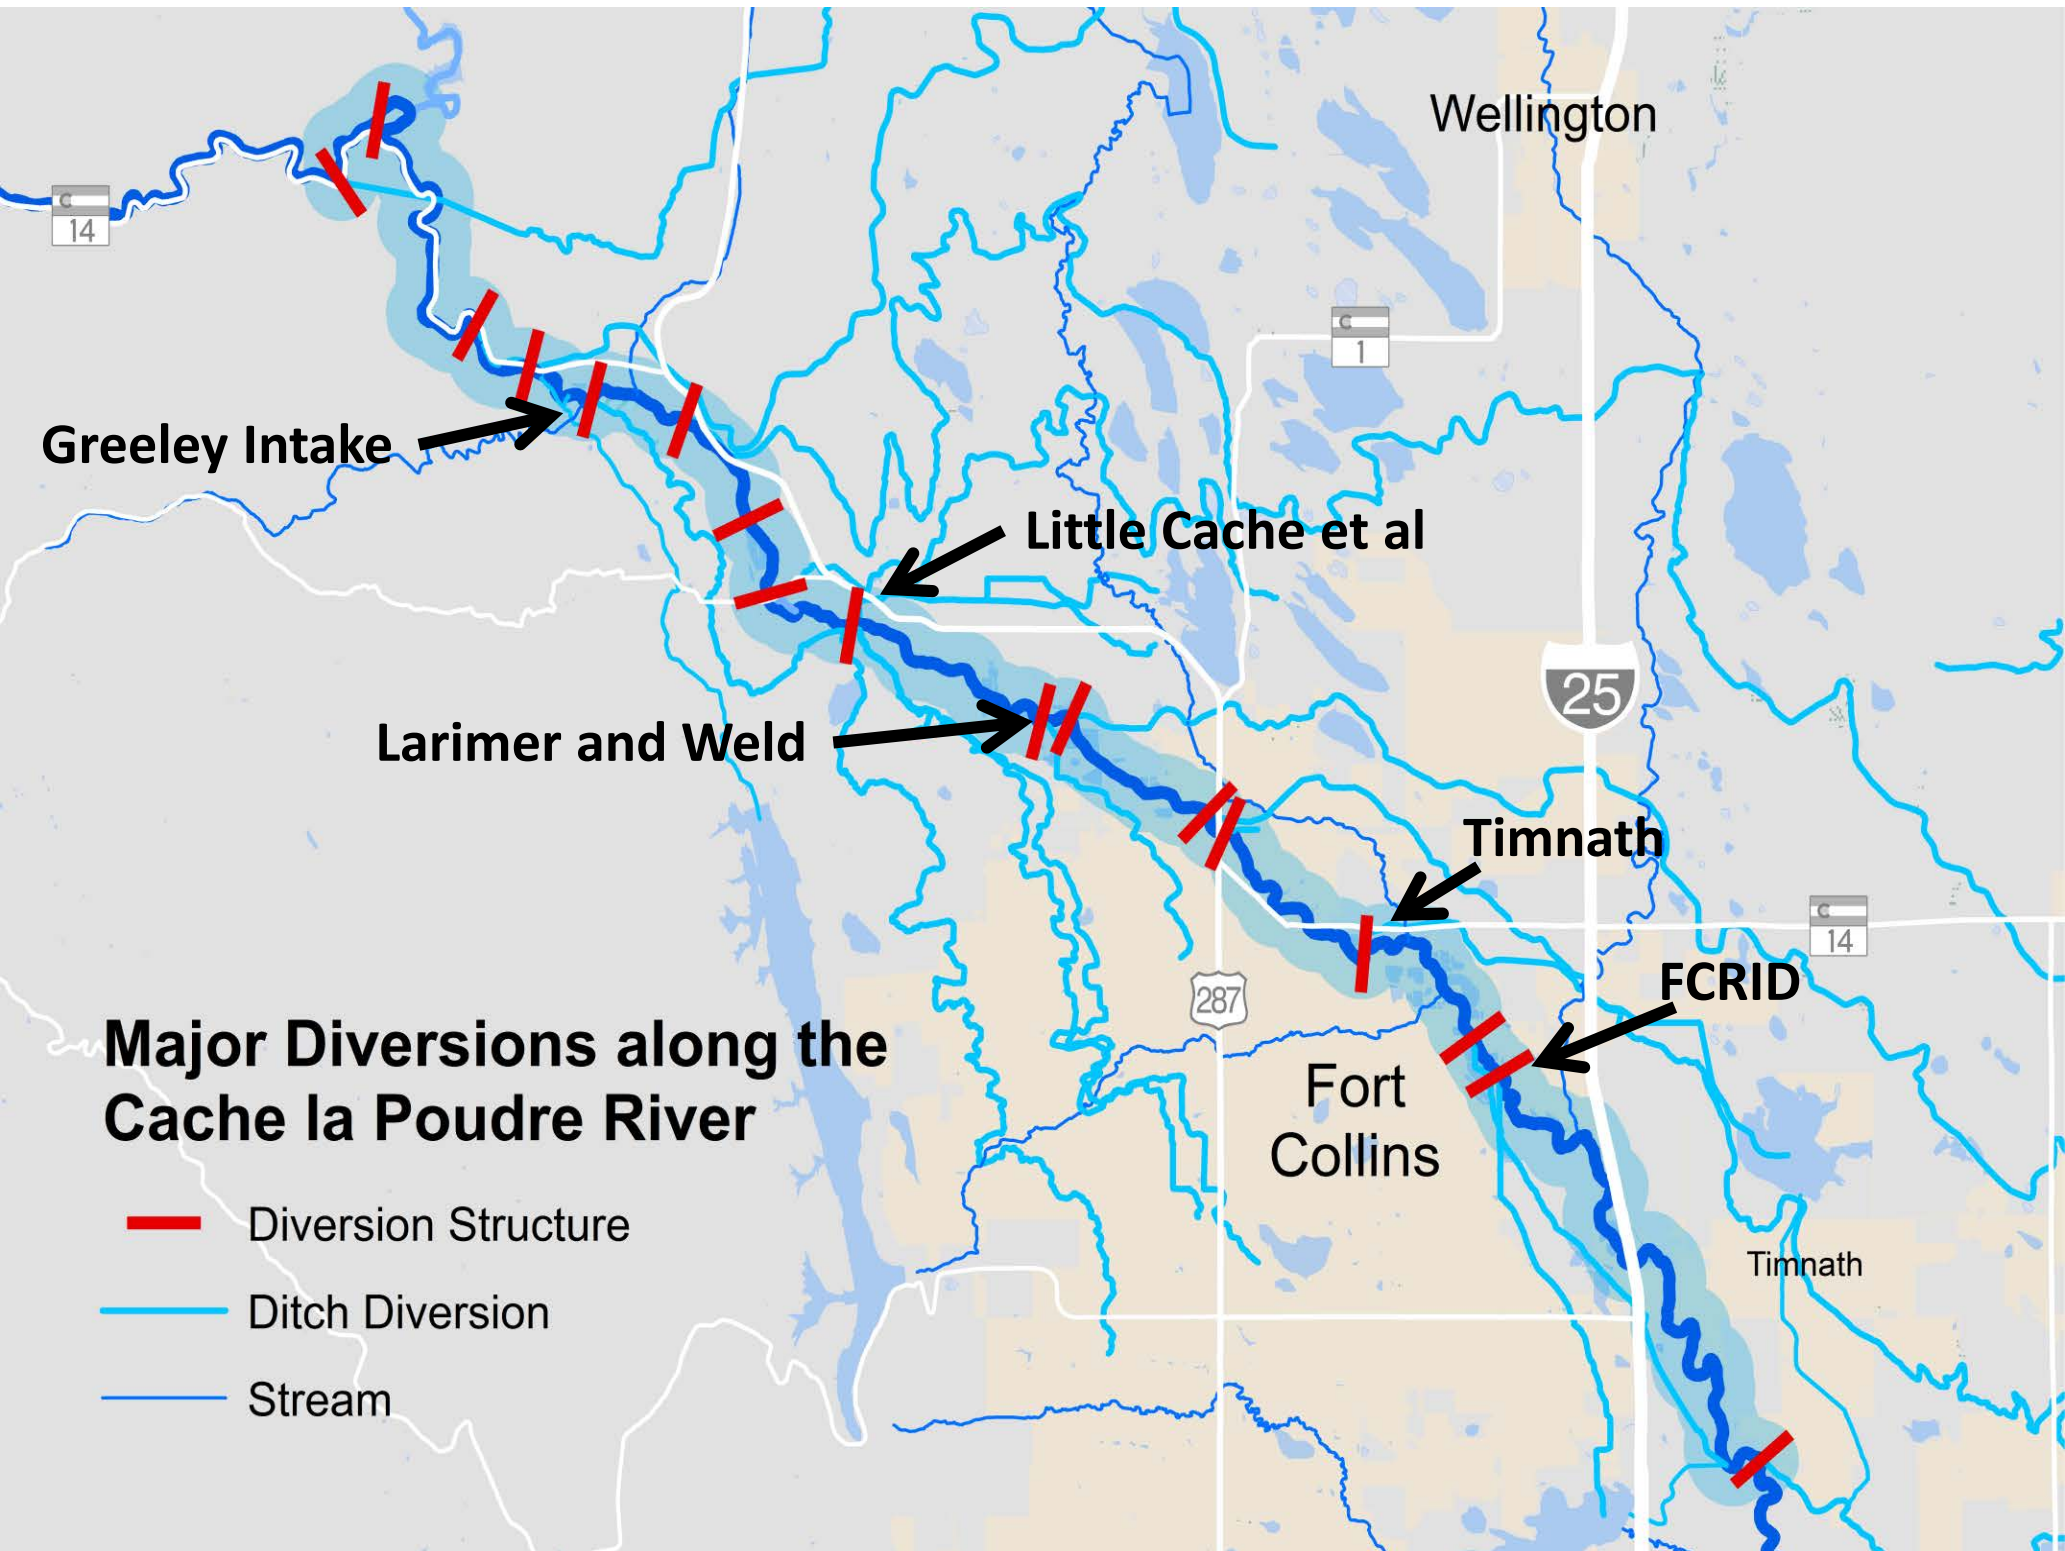 Wellington
C
14
C
1
Greeley Intake
Little Cache et al
25
Larimer and Weld
Timnath
C
14
FCRID
287
Major Diversions along the
Cache la Poudre River
Fort
Collins
Diversion Structure
Timnath
Ditch Diversion
Stream